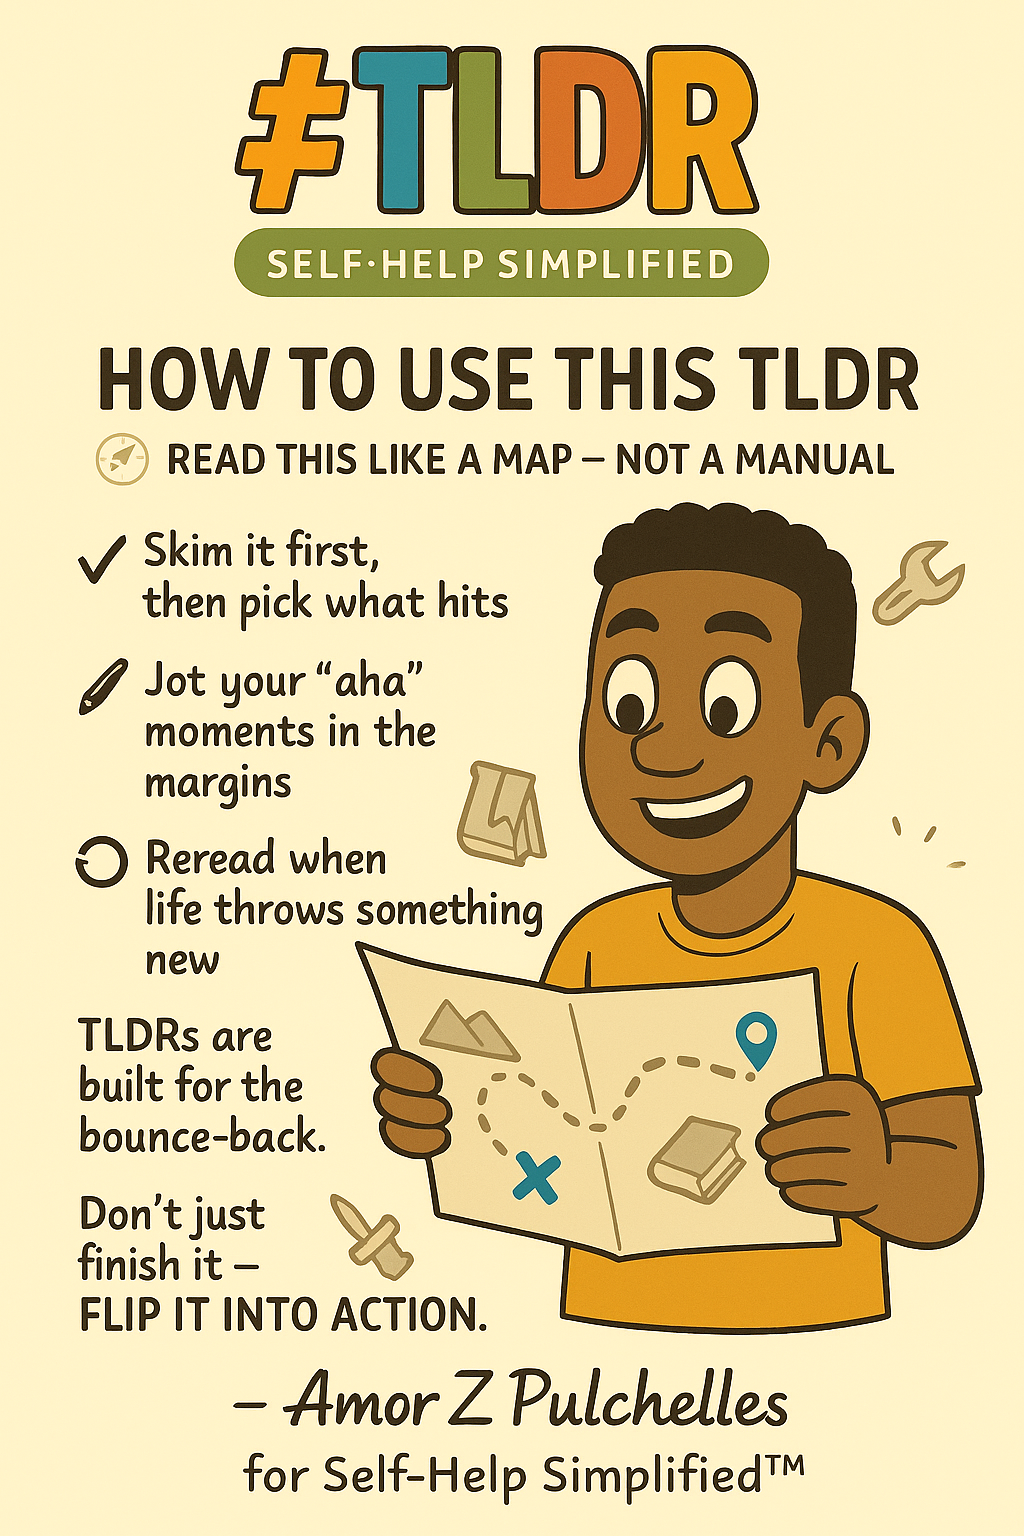 #TLDR
SELF·HELP SIMPLIFIED
HOW TO USE THIS TLDR
READ THIS LIKE A MAP – NOT A MANUAL
Skim it first,
then pick what hits
Jot your “aha”
moments in the
margins
Reread when
life throws something
new
TLDRs are
built for the
bounce-back.
Don’t just
finish it –
FLIP IT INTO ACTION.
– Amor Z Pulchelles
for Self-Help Simplified™